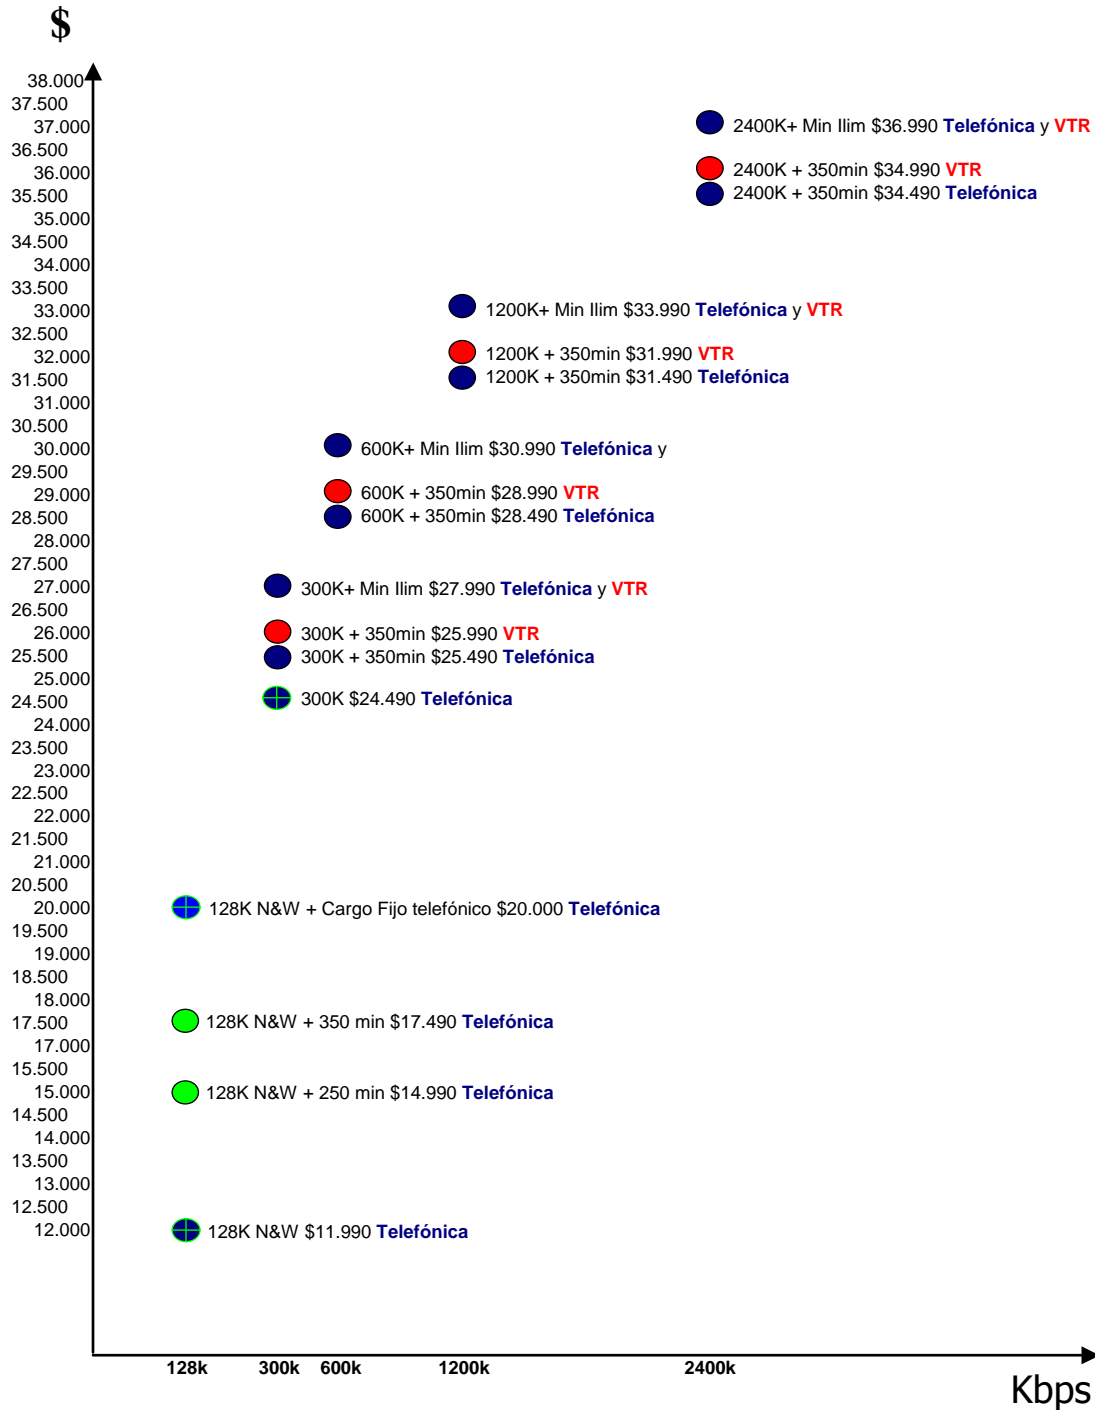 $
38.000
37.500
37.000
2400K+ Min Ilim $36.990 Telefónica y VTR
36.500
36.000
2400K + 350min $34.990 VTR
35.500
2400K + 350min $34.490 Telefónica
35.000
34.500
34.000
33.500
33.000
1200K+ Min Ilim $33.990 Telefónica y VTR
32.500
32.000
1200K + 350min $31.990 VTR
31.500
1200K + 350min $31.490 Telefónica
31.000
30.500
30.000
600K+ Min Ilim $30.990 Telefónica y
29.500
29.000
600K + 350min $28.990 VTR
28.500
600K + 350min $28.490 Telefónica
28.000
27.500
27.000
300K+ Min Ilim $27.990 Telefónica y VTR
26.500
26.000
300K + 350min $25.990 VTR
25.500
300K + 350min $25.490 Telefónica
25.000
24.500
300K $24.490 Telefónica
24.000
23.500
23.000
22.500
22.000
21.500
21.000
20.500
20.000
128K N&W + Cargo Fijo telefónico $20.000 Telefónica
19.500
19.000
18.500
18.000
17.500
128K N&W + 350 min $17.490 Telefónica
17.000
15.500
15.000
128K N&W + 250 min $14.990 Telefónica
14.500
14.000
13.500
13.000
12.500
12.000
128K N&W $11.990 Telefónica
128k 300k 600k 1200k 2400k
Kbps